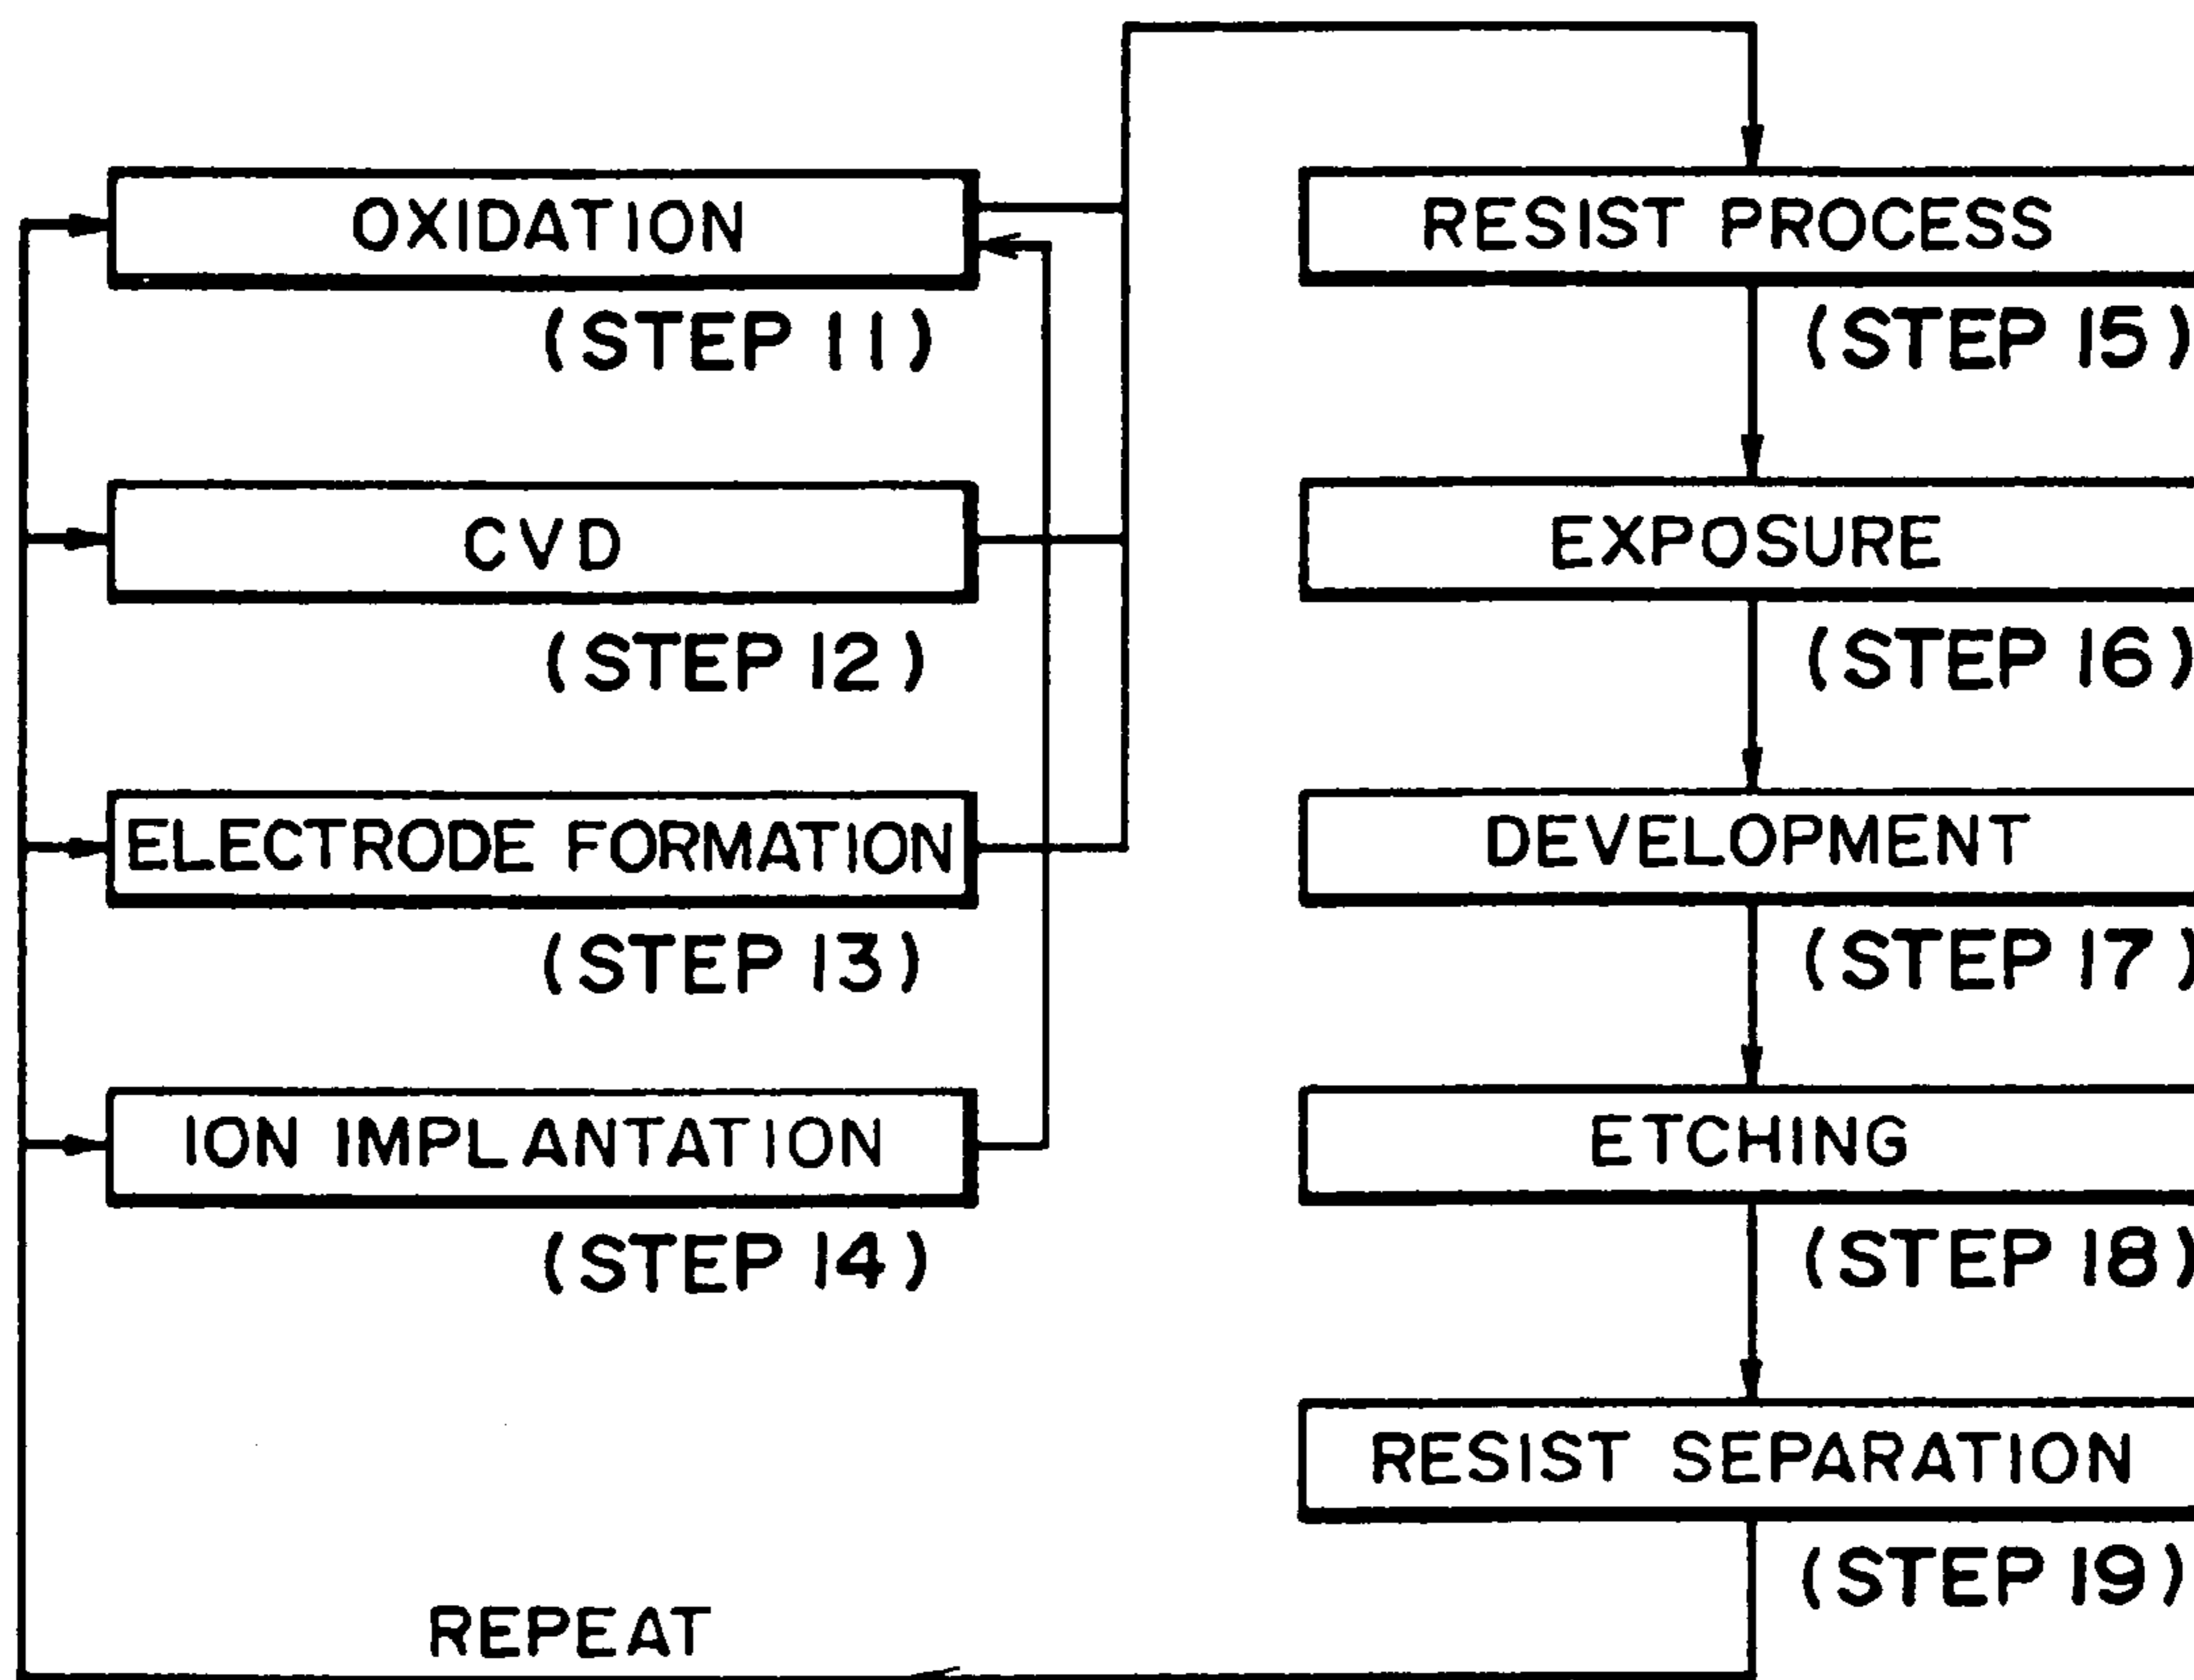 OXIDATION
(STEP 11)
CVD
(STEP 12)
ELECTRODE FORMATION
(STEP 13)
ION IMPLANTATION
(STEP 14)
RESIST PROCESS
(STEP 15)
EXPOSURE
(STEP 16)
DEVELOPMENT
(STEP 17)
ETCHING
(STEP 18)
RESIST SEPARATION
(STEP 19)
REPEAT